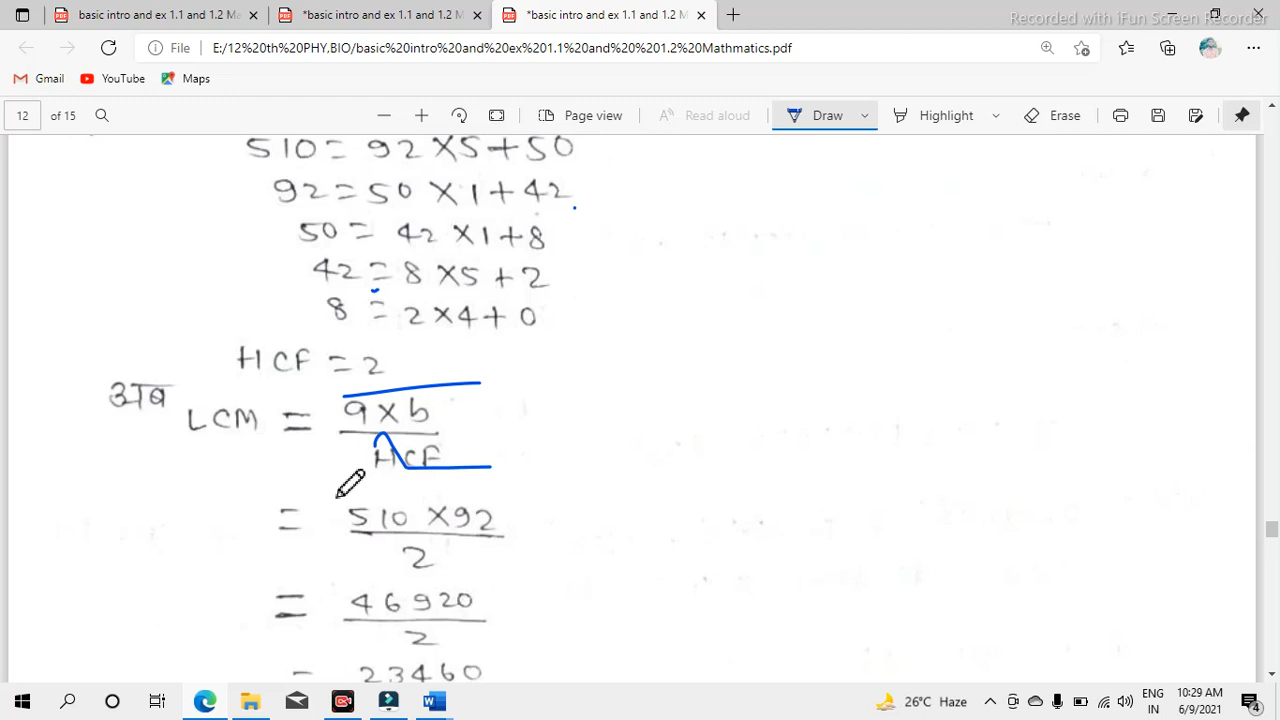 basic intro and ex 1.1 and 1.2 M
*basic intro and ex 1.1 and 1.2 M
*basic intro and ex 1.1 and 1.2 M
Recorded with iFun Screen Recorder
File E:/12%20th%20PHY.BIO/basic%20intro%20and%20ex%201.1%20and%20%201.2%20Mathmatics.pdf
Gmail YouTube Maps
12 of 15 Page view Read aloud Draw Highlight Erase
510 = 92 × 5 + 50
92 = 50 × 1 + 42
50 = 42 × 1 + 8
42 = 8 × 5 + 2
8 = 2 × 4 + 0
HCF = 2
अब
LCM = 9 × b
HCF
= 510 × 92
2
= 46920
2
= 23460
26°C Haze ENG 10:29 AM
IN 6/9/2021 4